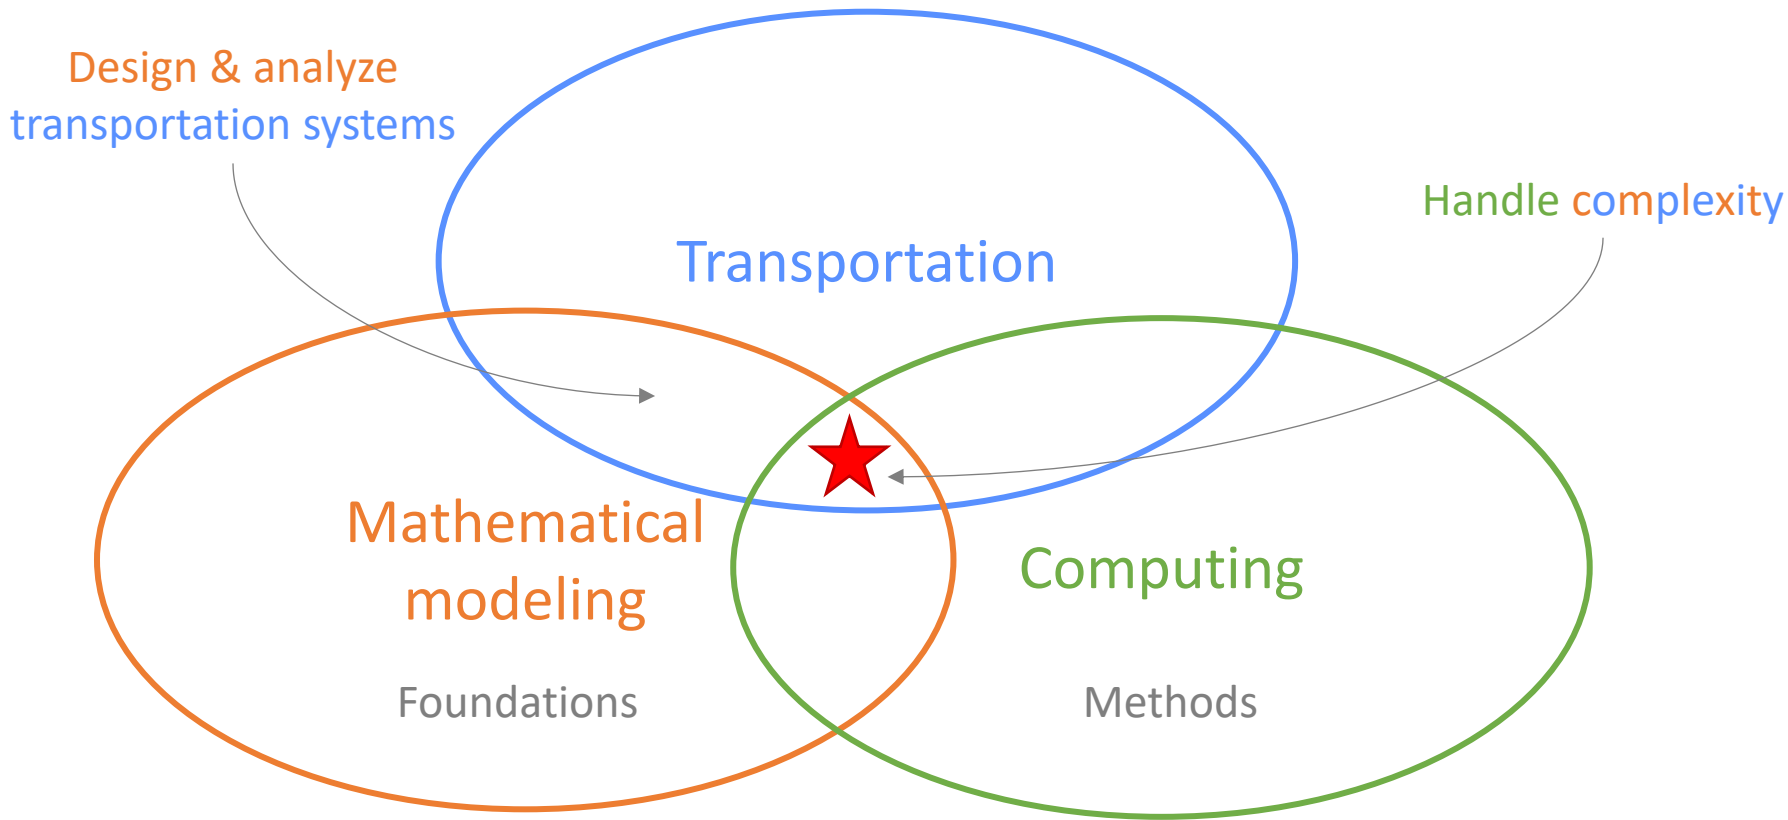 Design & analyze
transportation systems
Handle complexity
Transportation
Mathematical
modeling
Computing
Foundations
Methods